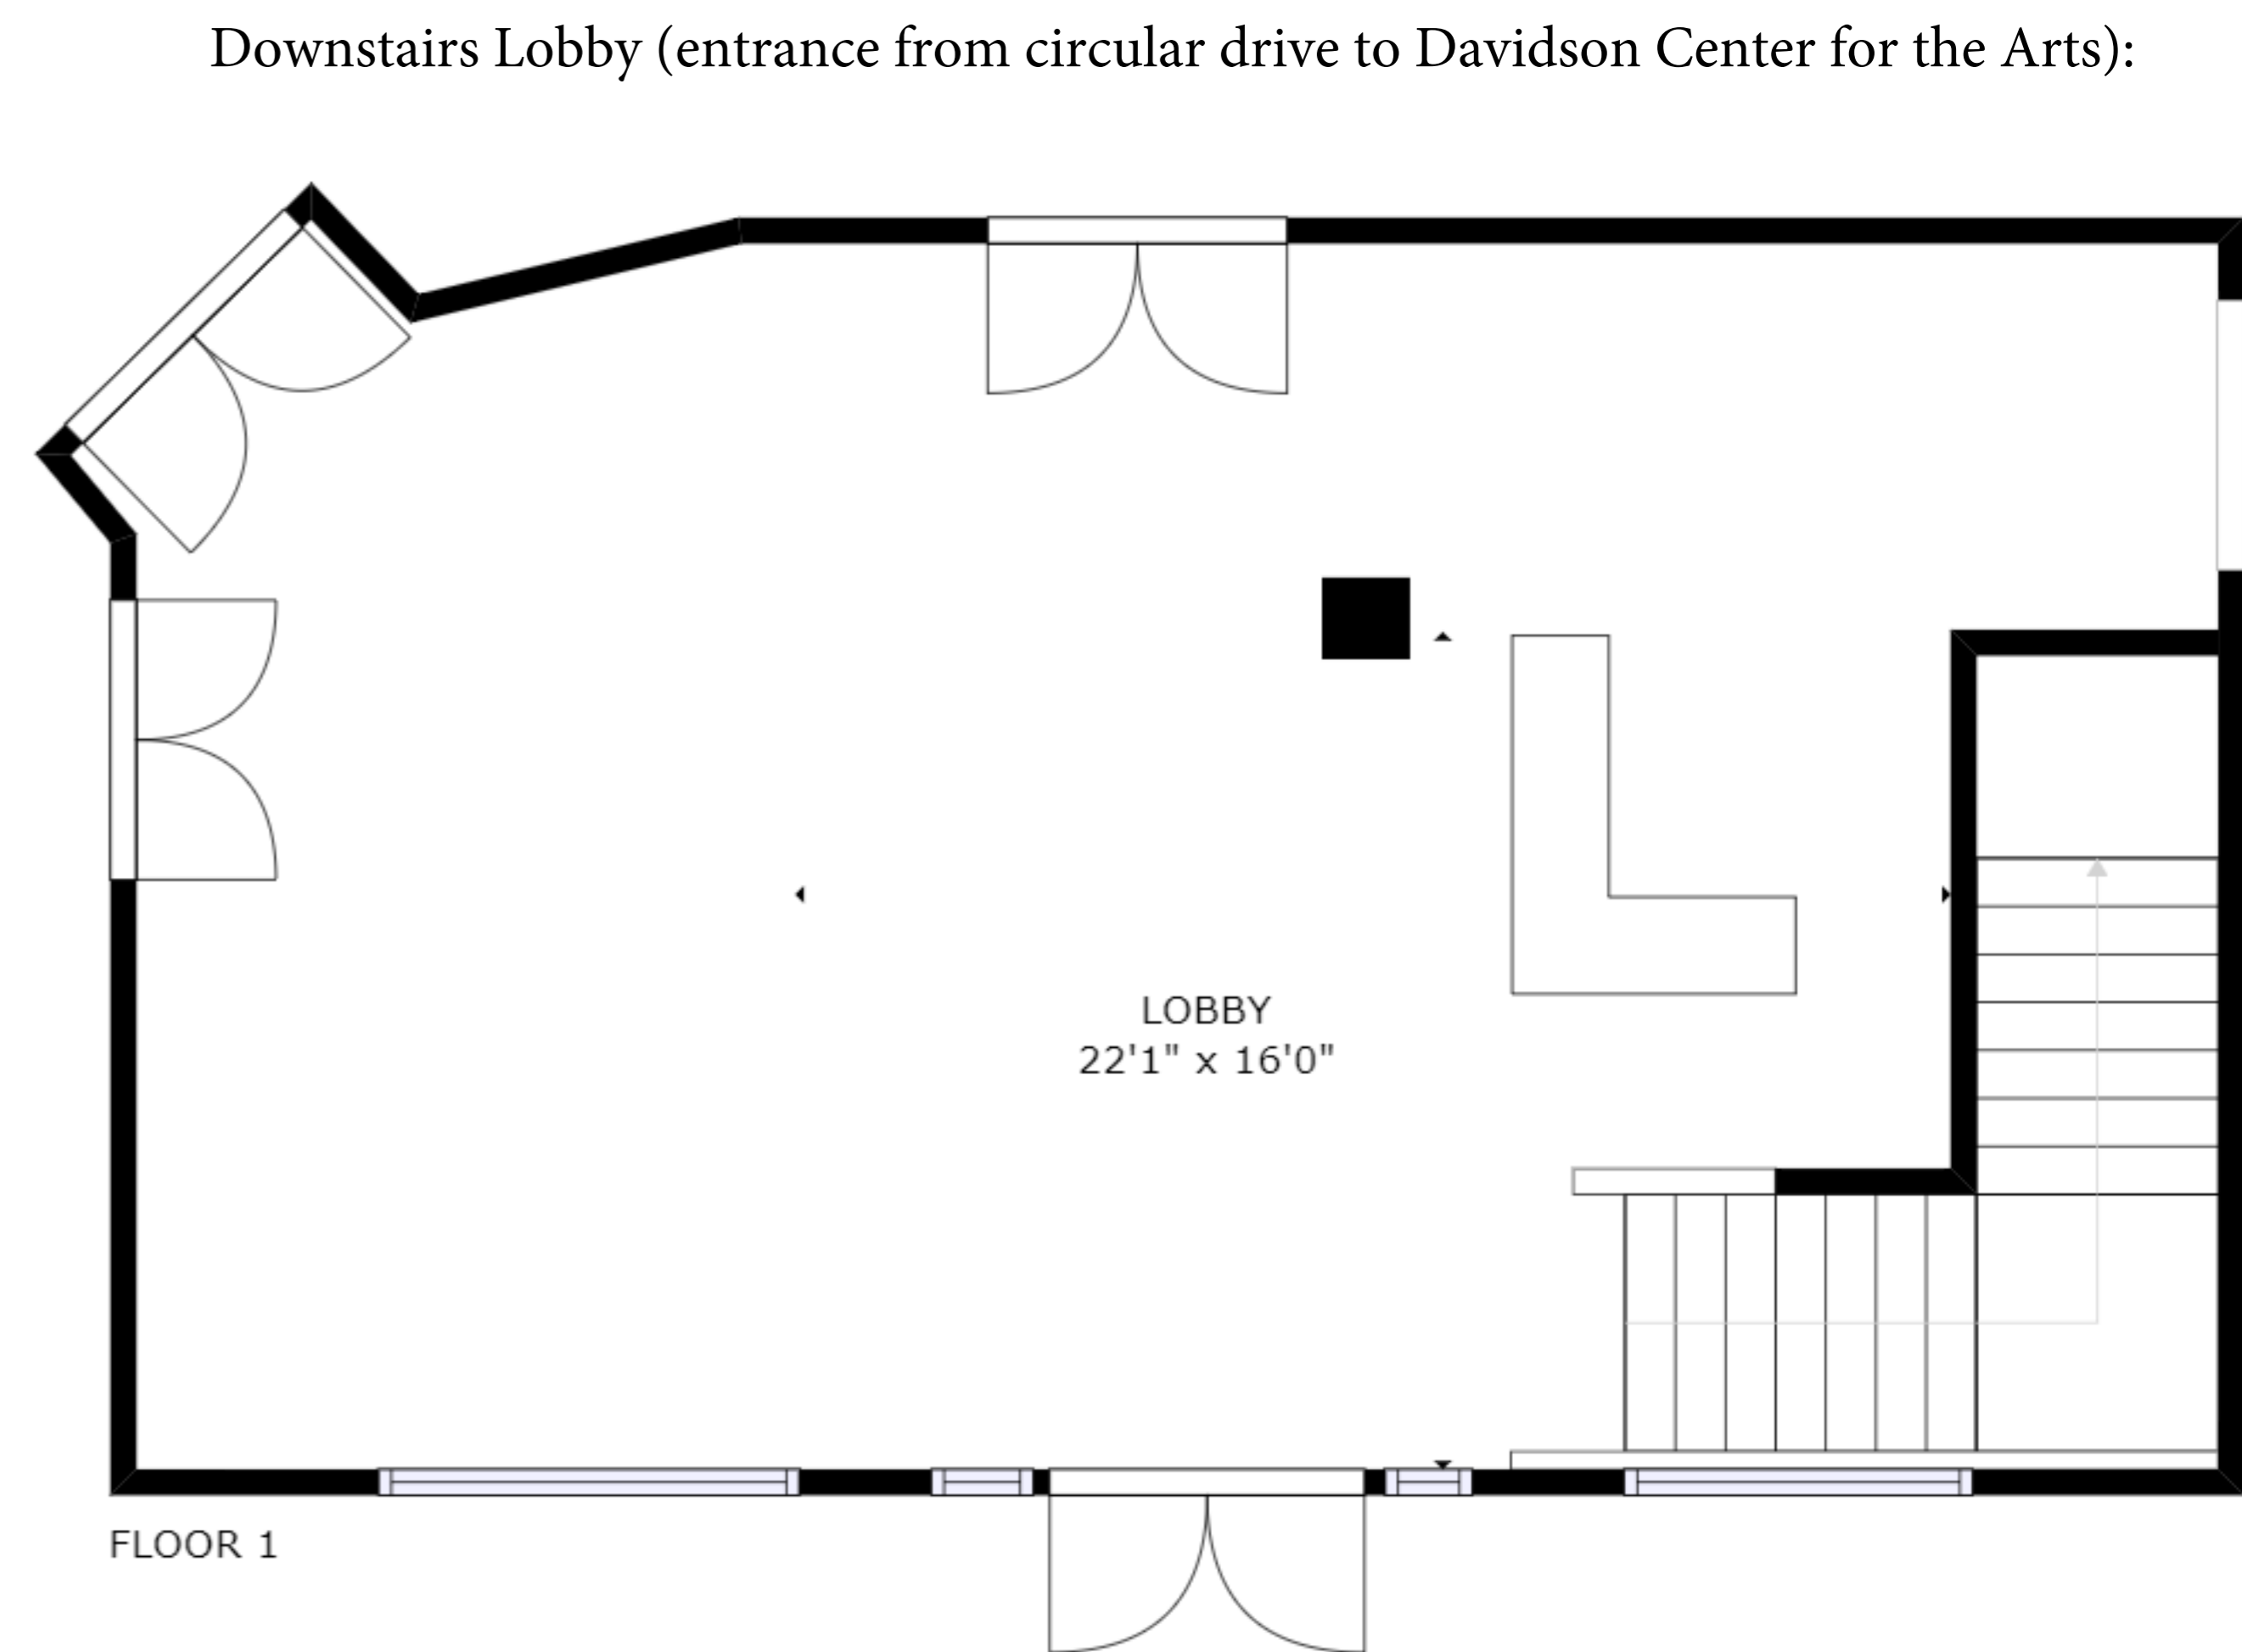 Downstairs Lobby (entrance from circular drive to Davidson Center for the Arts):
LOBBY
22'1" x 16'0"
FLOOR 1